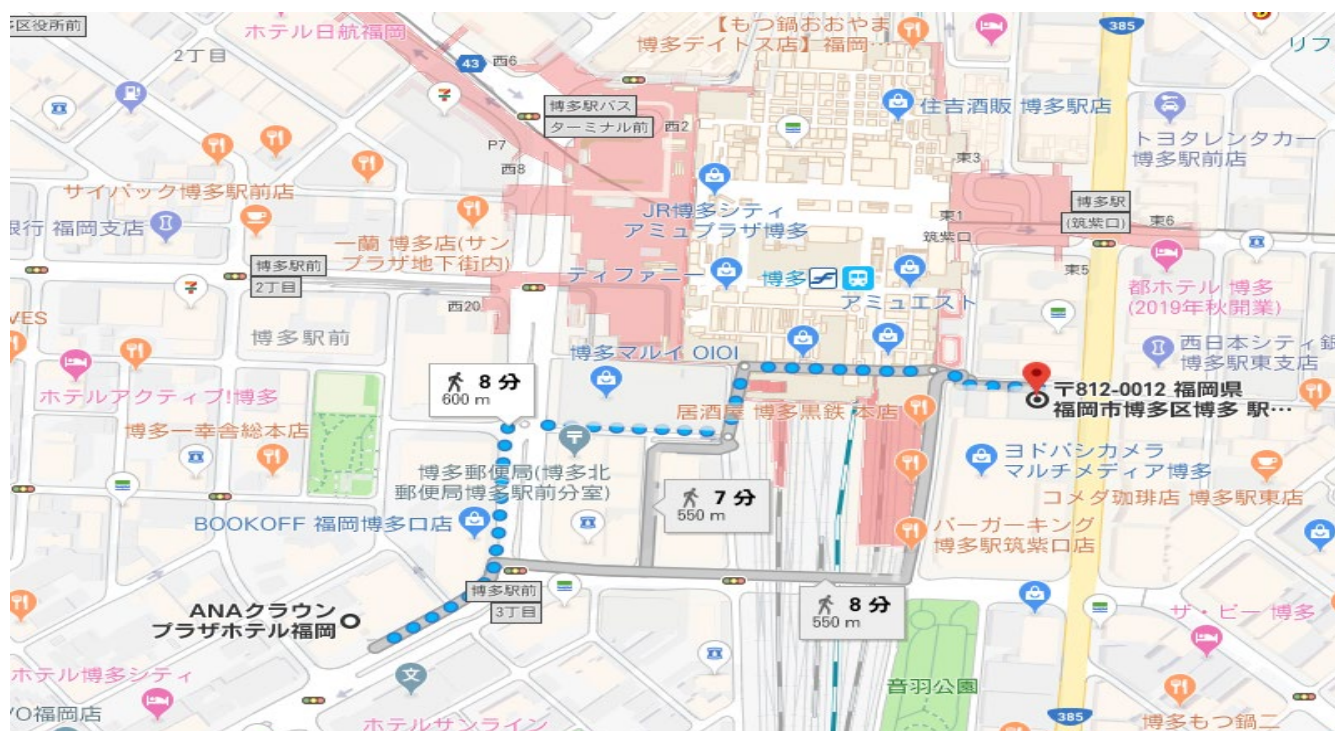 多区役所前
ホテル日航福岡
【もつ鍋おおやま
博多デイトス店】福岡…
385
リフ
2丁目
43
西6
博多駅バス
ターミナル前
西2
住吉酒販 博多駅店
トヨタレンタカー
博多駅前店
P7
西8
東3
サイパック博多駅前店
JR博多シティ
アミュプラザ博多
博多駅
(筑紫口)
東1
東6
筑紫口
銀行 福岡支店
一蘭 博多店(サン
プラザ地下街内)
博多駅前
2丁目
ティファニー
博多
アミュエスト
東5
都ホテル 博多
(2019年秋開業)
西20
VES
博多駅前
博多マルイ OIOI
西日本シティ銀
博多駅東支店
8 分
600 m
ホテルアクティブ!博多
〒812-0012 福岡県
福岡市博多区博多 駅…
居酒屋 博多黒鉄 本店
博多一幸舎総本店
博多郵便局(博多北
郵便局博多駅前分室)
ヨドバシカメラ
マルチメディア博多
7 分
550 m
コメダ珈琲店 博多駅東店
BOOKOFF 福岡博多口店
バーガーキング
博多駅筑紫口店
博多駅前
3丁目
8 分
550 m
ANAクラウン
プラザホテル福岡
ザ・ビー 博多
ホテル博多シティ
文
音羽公園
YO福岡店
ホテルサンライン
385
博多もつ鍋二